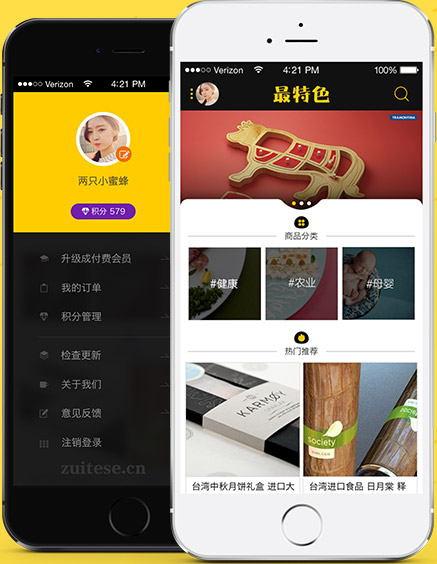 Verizon 4:21 PM
两只小蜜蜂
积分 579
升级成付费会员
我的订单
积分管理
检查更新
关于我们
意见反馈
注销登录
zuitese.cn
Verizon 4:21 PM 100%
最特色
TRAMONTINA
商品分类
#健康 #农业 #母婴
热门推荐
KARMOOY
society
台湾中秋月饼礼盒 进口大
台湾进口食品 日月棠 释